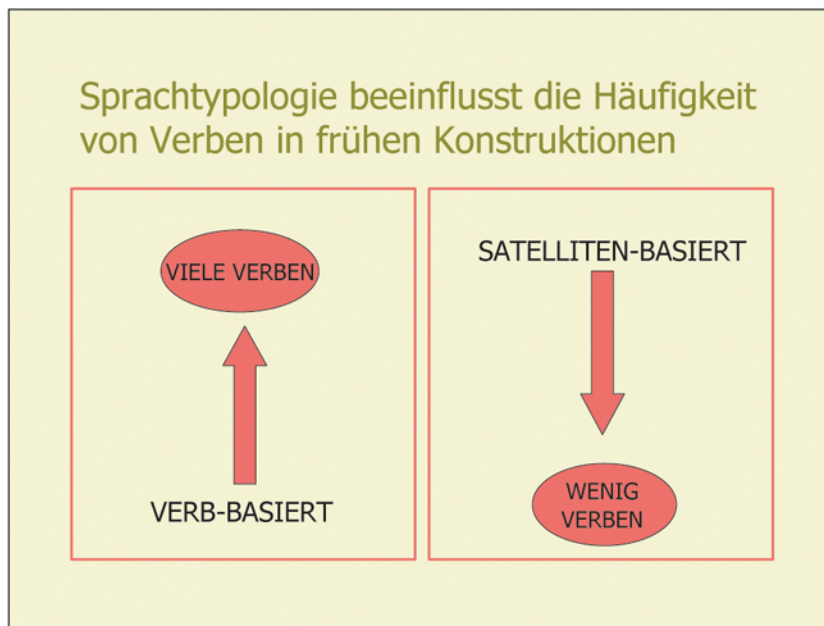 Sprachtypologie beeinflusst die Häufigkeit
von Verben in frühen Konstruktionen
VIELE VERBEN
VERB-BASIERT
SATELLITEN-BASIERT
WENIG
VERBEN